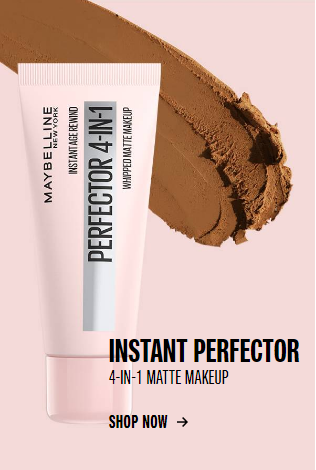 MAYBELLINE
NEW YORK
INSTANT AGE REWIND
PERFECTOR 4-IN-1
WHIPPED MATTE MAKEUP
INSTANT PERFECTOR
4-IN-1 MATTE MAKEUP
SHOP NOW →